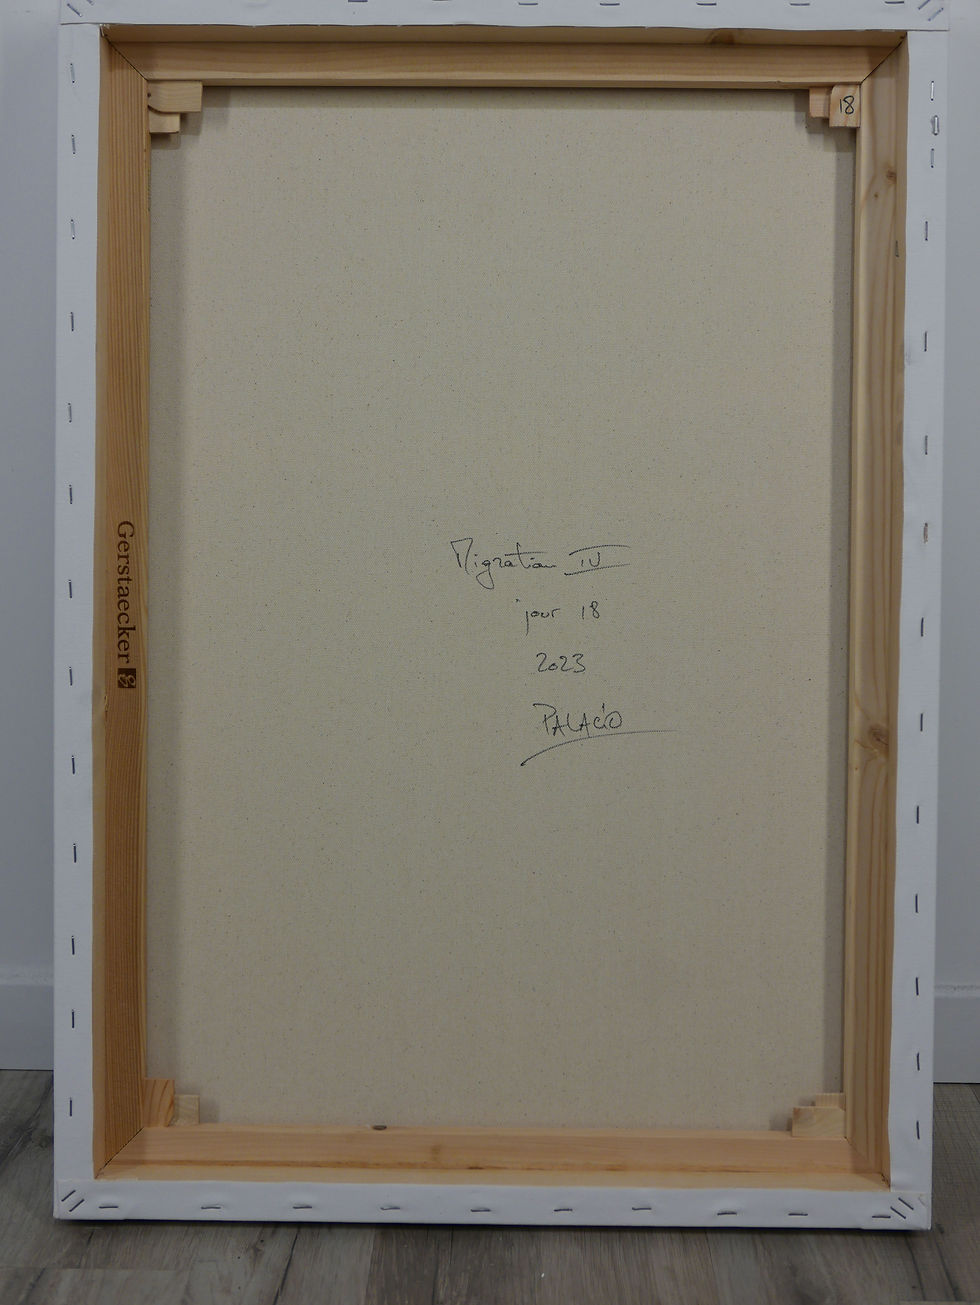 18
Gerstaecker
Migration IV
jour 18
2023
PALACIO